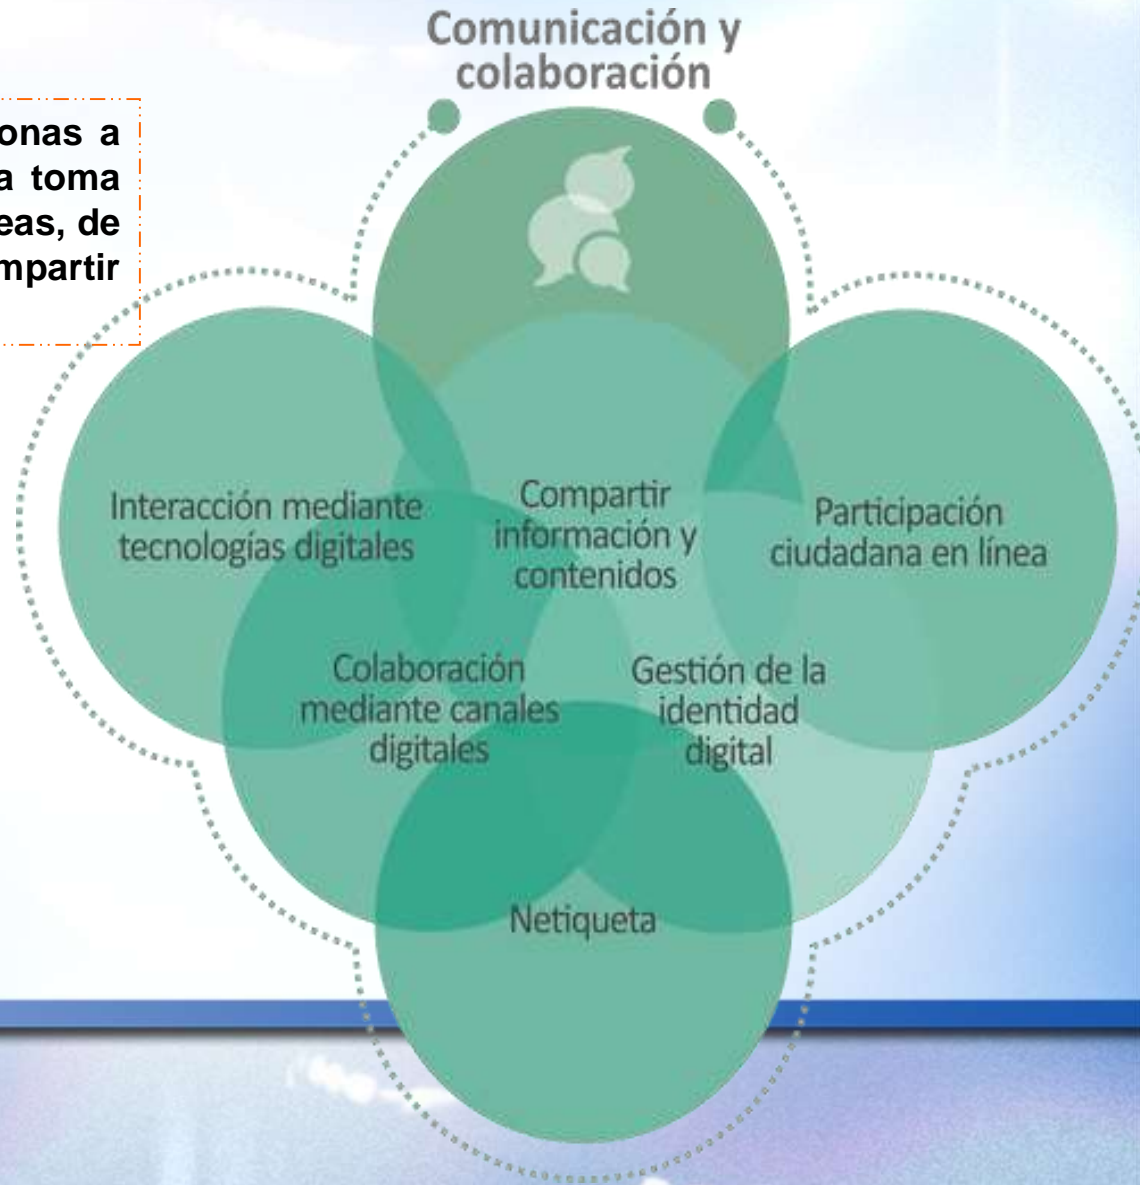 Comunicación y
colaboración
onas a
a toma
eas, de
mpartir
Interacción mediante
tecnologías digitales
Compartir
información y
contenidos
Participación
ciudadana en línea
Colaboración
mediante canales
digitales
Gestión de la
identidad
digital
Netiqueta